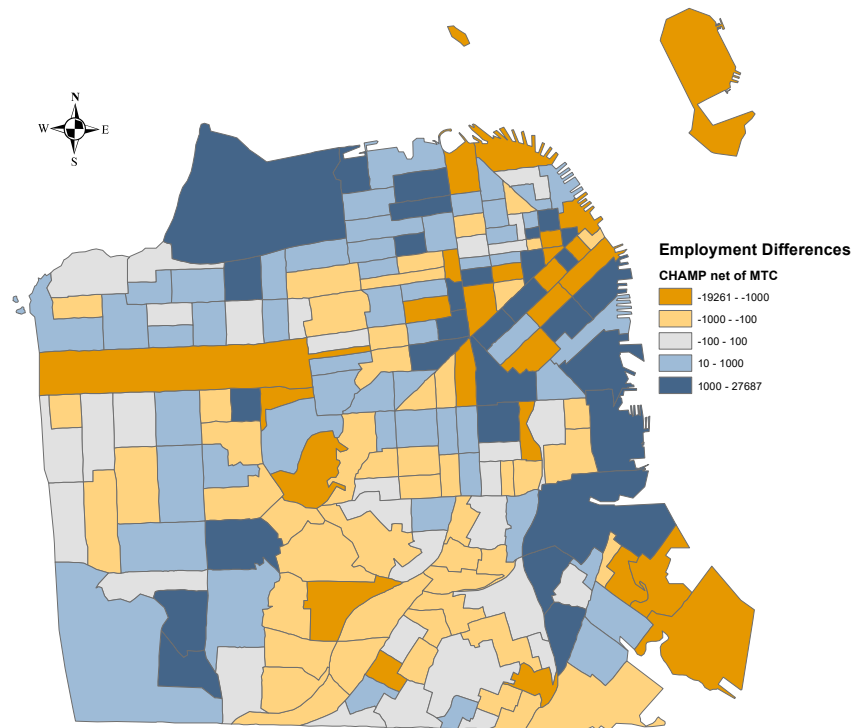 N
W E
S
Employment Differences
CHAMP net of MTC
-19261 - -1000
-1000 - -100
-100 - 100
10 - 1000
1000 - 27687